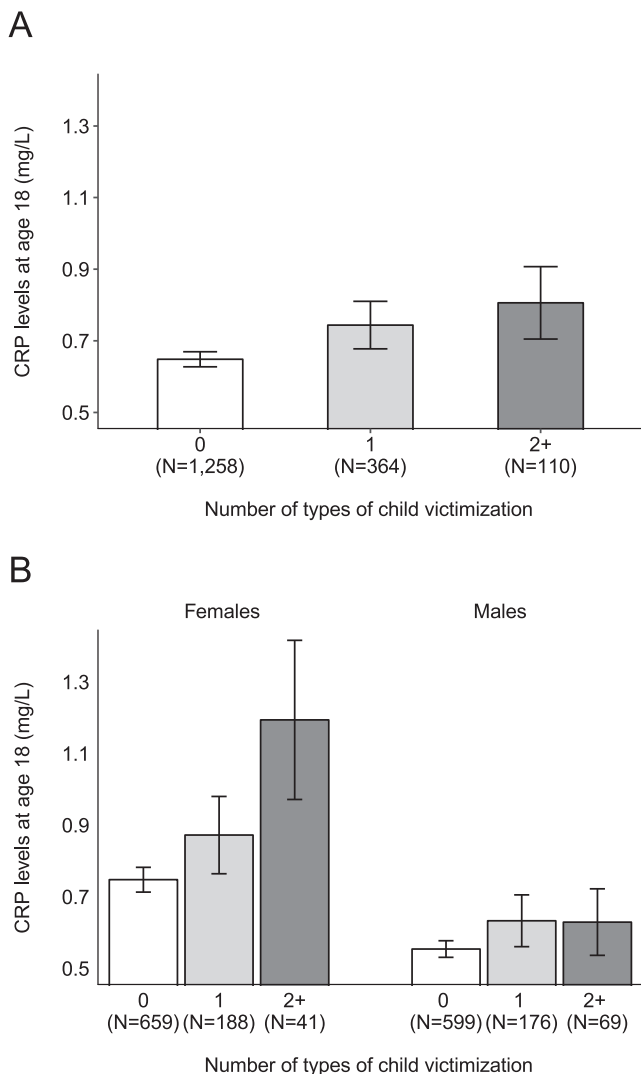 A
CRP levels at age 18 (mg/L)
1.3
1.1
0.9
0.7
0.5
0 1 2+
(N=1,258) (N=364) (N=110)
Number of types of child victimization
B
Females Males
CRP levels at age 18 (mg/L)
1.3
1.1
0.9
0.7
0.5
0 1 2+ 0 1 2+
(N=659) (N=188) (N=41) (N=599) (N=176) (N=69)
Number of types of child victimization